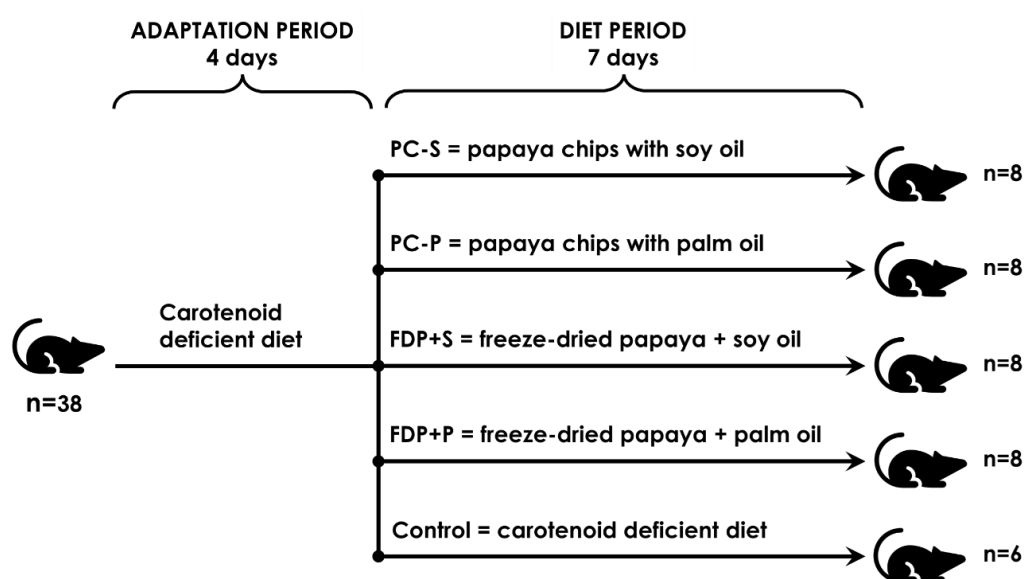 ADAPTATION PERIOD
4 days
DIET PERIOD
7 days
PC-S = papaya chips with soy oil
n=8
PC-P = papaya chips with palm oil
n=8
Carotenoid
deficient diet
n=38
FDP+S = freeze-dried papaya + soy oil
n=8
FDP+P = freeze-dried papaya + palm oil
n=8
Control = carotenoid deficient diet
n=6